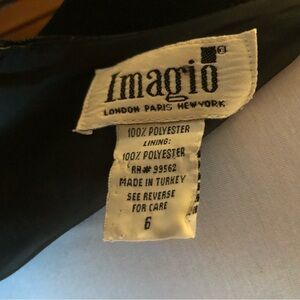 Imagio
LONDON PARIS NEW YORK
100% POLYESTER
LINING:
100% POLYESTER
RN# 99562
MADE IN TURKEY
SEE REVERSE
FOR CARE
6